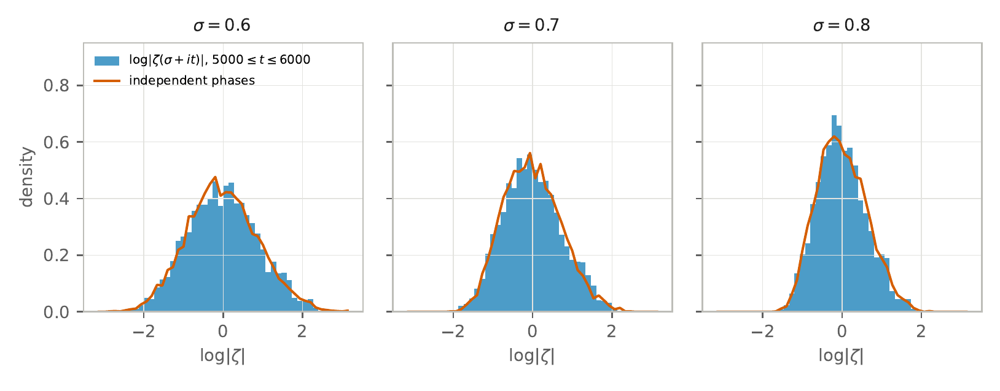 σ = 0.6
σ = 0.7
σ = 0.8
log|ζ(σ + it)|, 5000 ≤ t ≤ 6000
independent phases
density
0.8
0.6
0.4
0.2
0.0
−2 0 2
−2 0 2
−2 0 2
log|ζ|
log|ζ|
log|ζ|